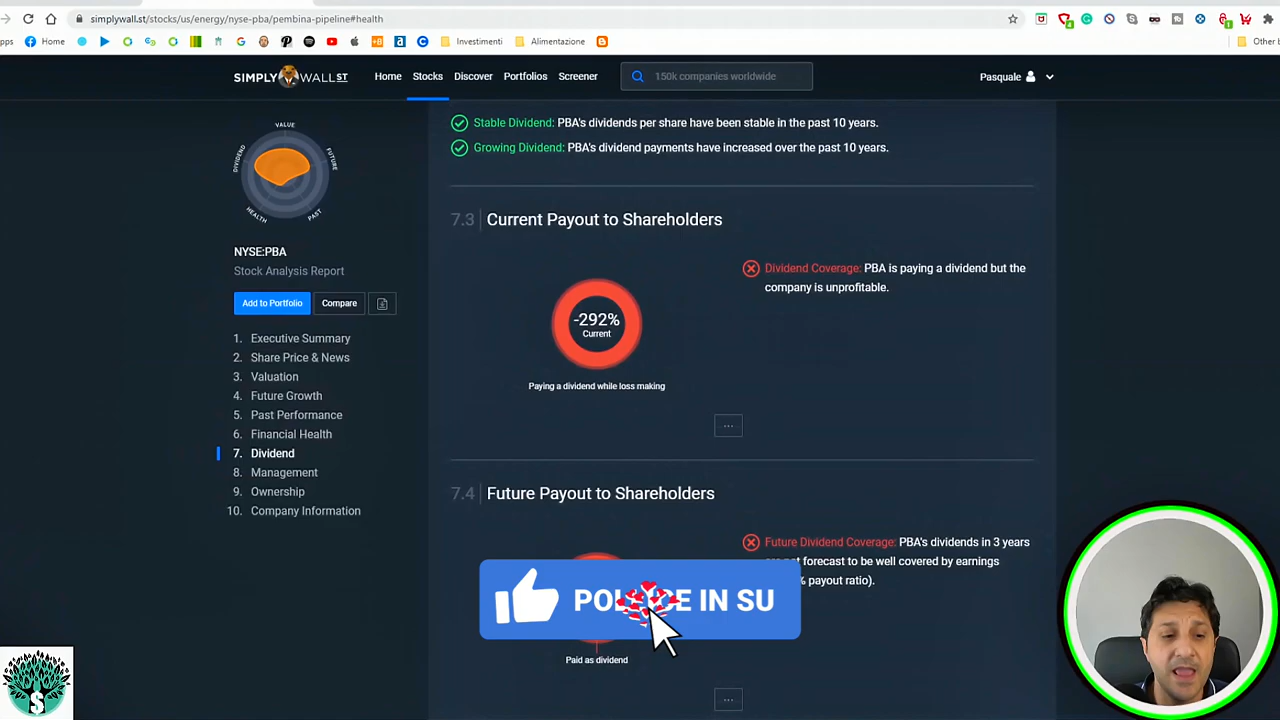 simplywall.st/stocks/us/energy/nyse-pba/pembina-pipeline#health
Home
Investimenti
Alimentazione
SIMPLY WALL ST
Home
Stocks
Discover
Portfolios
Screener
150k companies worldwide
Pasquale
VALUE
FUTURE
PAST
HEALTH
DIVIDEND
NYSE:PBA
Stock Analysis Report
Add to Portfolio
Compare
1. Executive Summary
2. Share Price & News
3. Valuation
4. Future Growth
5. Past Performance
6. Financial Health
7. Dividend
8. Management
9. Ownership
10. Company Information
Stable Dividend: PBA's dividends per share have been stable in the past 10 years.
Growing Dividend: PBA's dividend payments have increased over the past 10 years.
7.3 Current Payout to Shareholders
-292%
Current
Paying a dividend while loss making
Dividend Coverage: PBA is paying a dividend but the
company is unprofitable.
...
7.4 Future Payout to Shareholders
Future Dividend Coverage: PBA's dividends in 3 years
forecast to be well covered by earnings
payout ratio).
IN SU
Paid as dividend
...